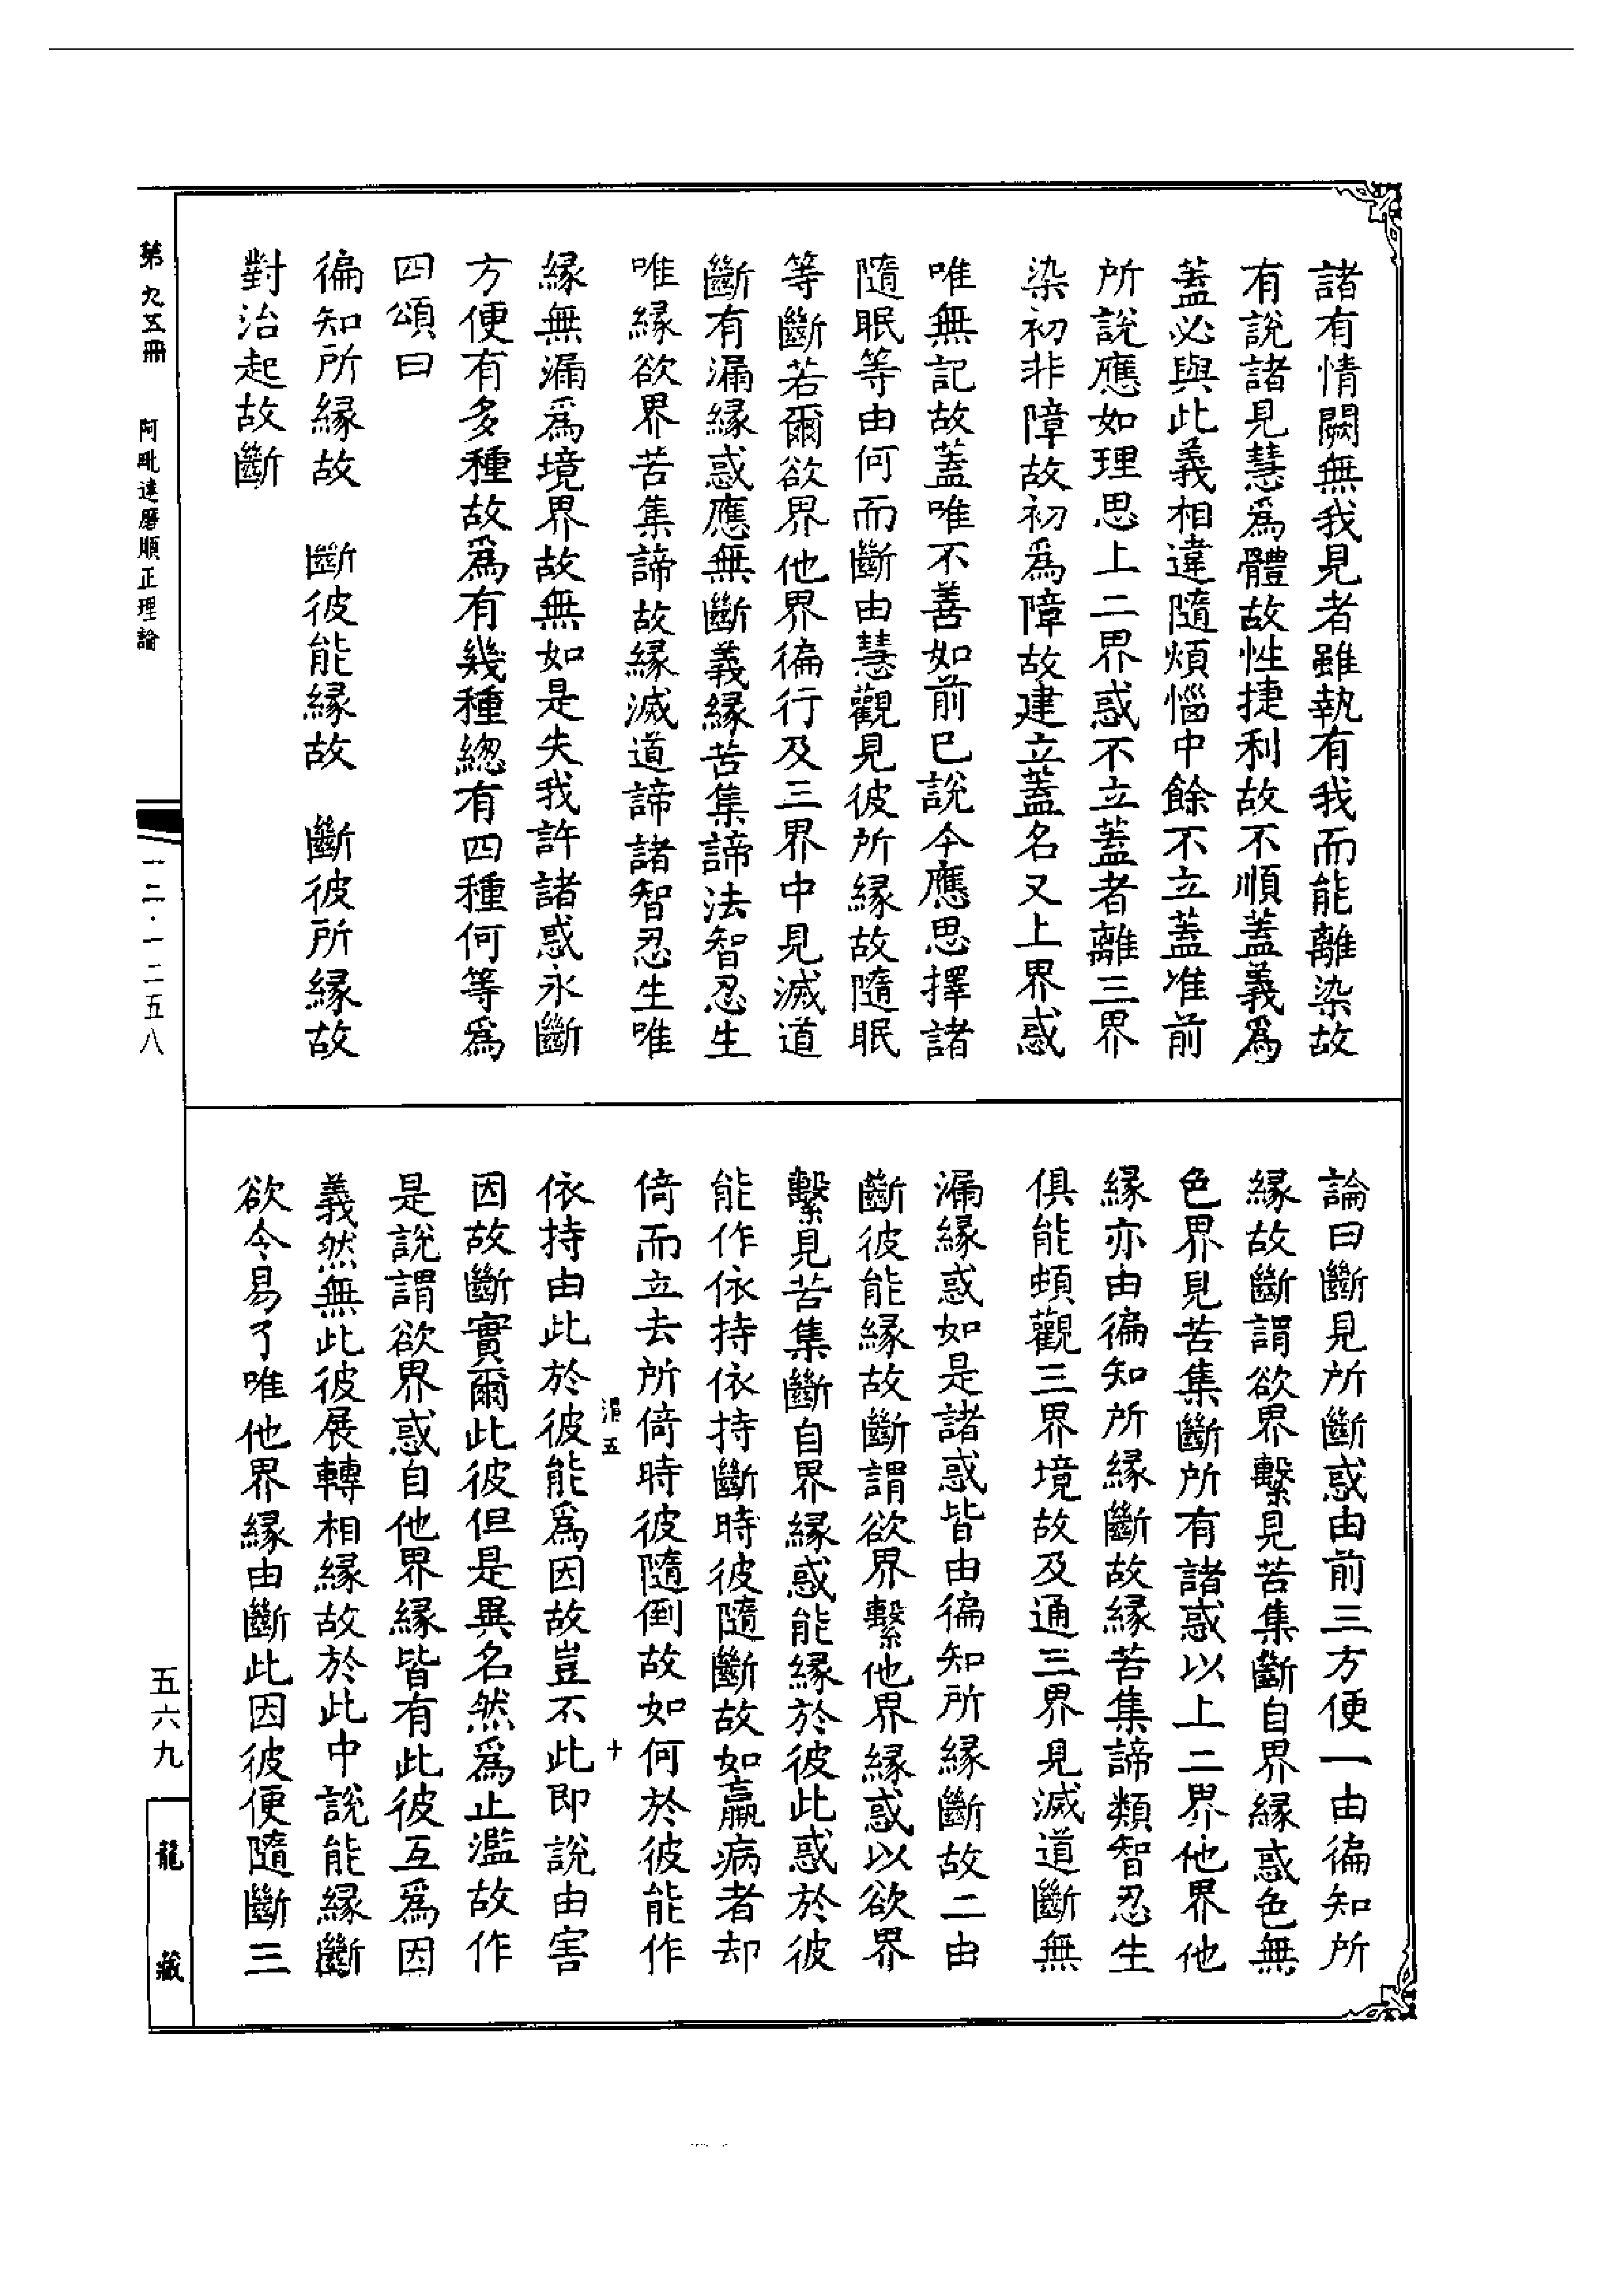 諸有情闕無我見者雖執有我而能離染故
有說諸見慧爲體故性捷利故不順蓋義爲
蓋必與此義相違隨煩惱中餘不立蓋准前
所說應如理思上二界惑不立蓋者離三界
染初非障故初爲障故建立蓋名又上界惑
唯無記故蓋唯不善如前已說今應思擇諸
隨眠等由何而斷由慧觀見彼所緣故隨眠
等斷若爾欲界他界徧行及三界中見滅道
斷有漏緣惑應無斷義緣苦集諦法智忍生
唯緣欲界苦集諦故緣滅道諦諸智忍生唯
緣無漏爲境界故無如是失我許諸惑永斷
方便有多種故爲有幾種總有四種何等爲
四頌曰
徧知所緣故　斷彼能緣故　斷彼所緣故
對治起故斷
論曰斷見所斷惑由前三方便一由徧知所
緣故斷謂欲界繫見苦集斷自界緣惑色無
色界見苦集斷所有諸惑以上二界他界他
緣亦由徧知所緣斷故緣苦集諦類智忍生
俱能頓觀三界境故及通三界見滅道斷無
漏緣惑如是諸惑皆由徧知所緣斷故二由
斷彼能緣故斷謂欲界繫他界緣惑以欲界
繫見苦集斷自界緣惑能緣於彼此惑於彼
能作依持依持斷時彼隨斷故如羸病者却
倚而立去所倚時彼隨倒故如何於彼能作
依持由此於彼能爲因故豈不此即說由害
因故斷實爾此彼但是異名然爲止濫故作
是說謂欲界惑自他界緣皆有此彼互爲因
義然無此彼展轉相緣故於此中說能緣斷
欲令易了唯他界緣由斷此因彼便隨斷三
五
十
第九五冊　阿毗達磨順正理論
一二·一二五八
五六九
龍藏